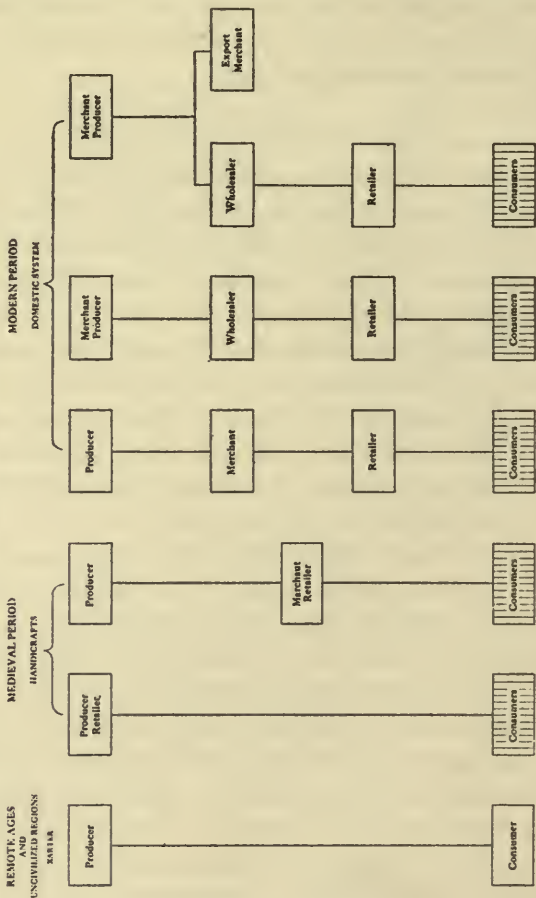 REMOTE AGES
AND
UNCIVILIZED REGIONS
BARTER
Producer
Consumer
MEDIEVAL PERIOD
HANDICRAFTS
Producer
Retailer
Consumers
Producer
Merchant
Retailer
Consumers
MODERN PERIOD
DOMESTIC SYSTEM
Producer
Merchant
Retailer
Consumers
Merchant
Producer
Wholesaler
Retailer
Consumers
Merchant
Producer
Wholesaler
Export
Merchant
Retailer
Consumers